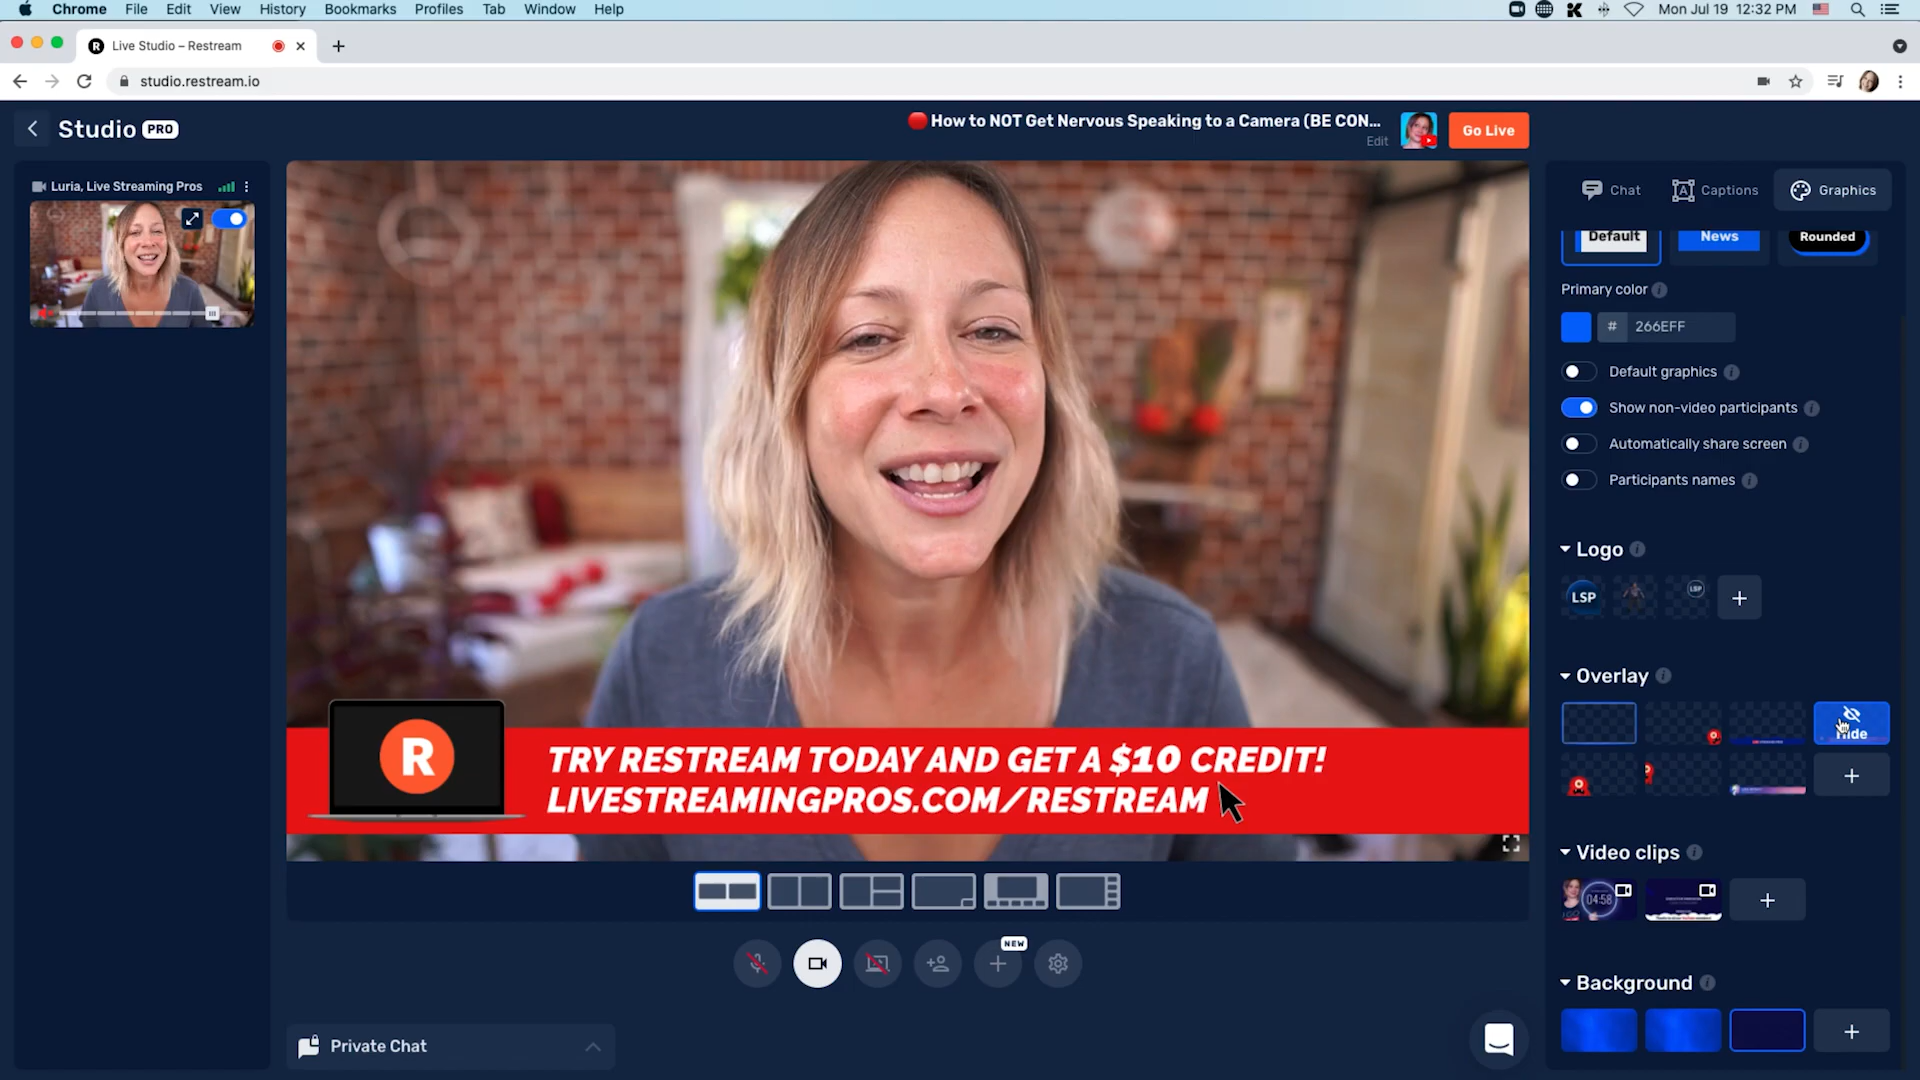 Chrome File Edit View History Bookmarks Profiles Tab Window Help
Mon Jul 19 12:32 PM
R Live Studio – Restream
studio.restream.io
Studio PRO
How to NOT Get Nervous Speaking to a Camera (BE CON...
Edit
Go Live
Luria, Live Streaming Pros
Chat
Captions
Graphics
Default
News
Rounded
Primary color
# 266EFF
Default graphics
Show non-video participants
Automatically share screen
Participants names
Logo
LSP
LSP
Overlay
Hide
R
TRY RESTREAM TODAY AND GET A $10 CREDIT!
LIVESTREAMINGPROS.COM/RESTREAM
Video clips
04:58
NEW
Background
Private Chat